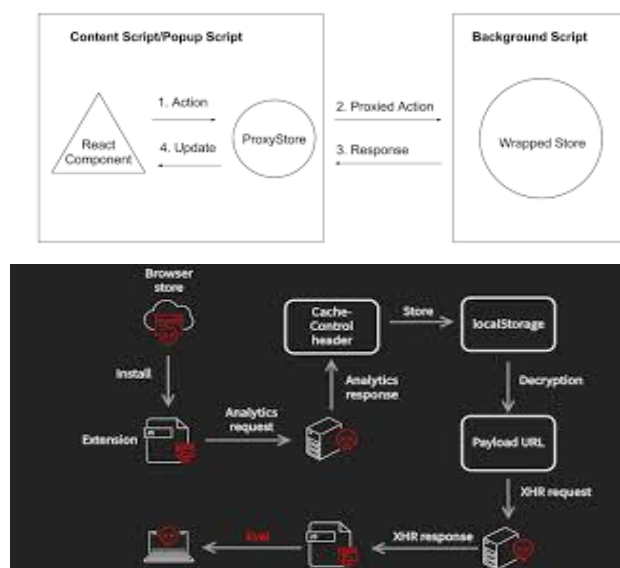 Content Script/Popup Script
Background Script
1. Action
2. Proxied Action
React
Component
ProxyStore
Wrapped Store
4. Update
3. Response
Browser
store
Cache-
Control
header
Store
localStorage
Install
Analytics
response
Decryption
Extension
Analytics
request
Payload URL
XHR request
Eval
XHR response